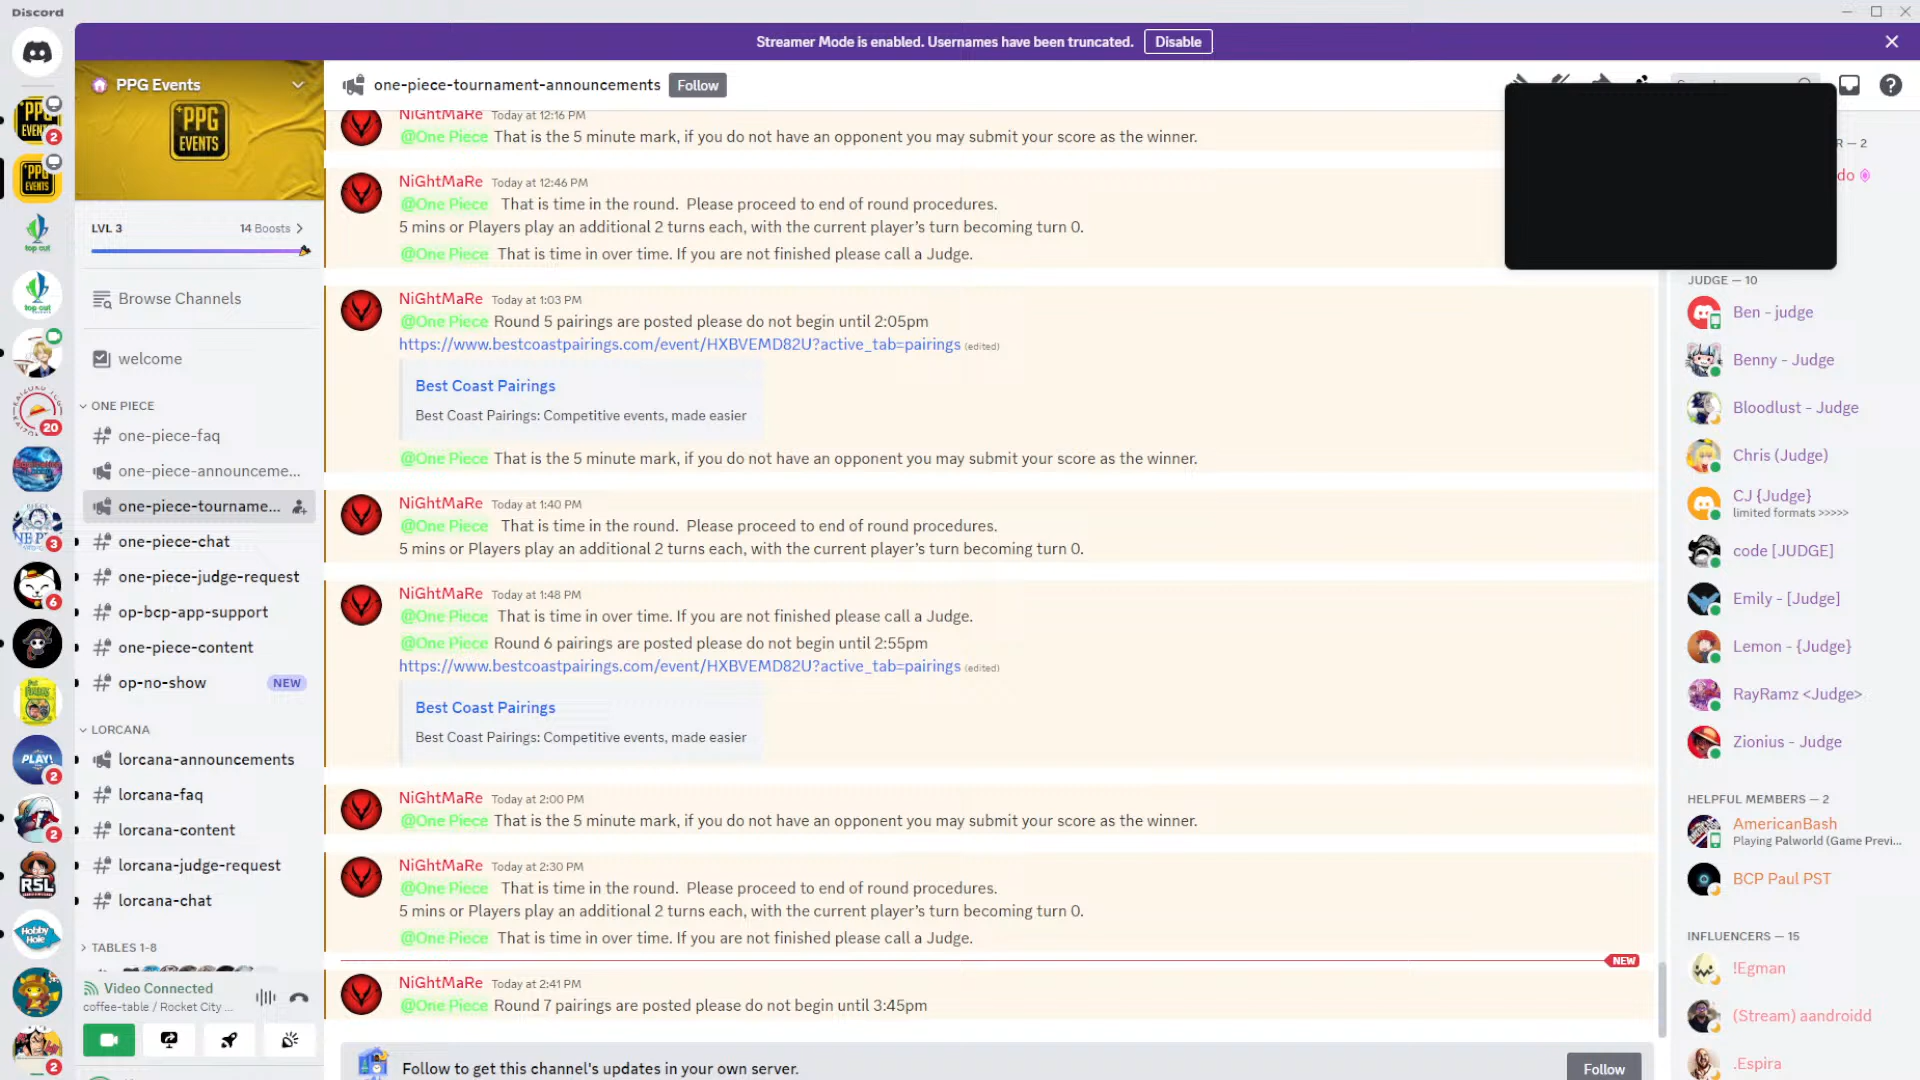 Discord
Streamer Mode is enabled. Usernames have been truncated.
Disable
PPG Events
PPG
EVENTS
LVL 3
14 Boosts
Browse Channels
welcome
ONE PIECE
one-piece-faq
one-piece-announceme...
one-piece-tourname...
one-piece-chat
one-piece-judge-request
op-bcp-app-support
one-piece-content
op-no-show
NEW
LORCANA
lorcana-announcements
lorcana-faq
lorcana-content
lorcana-judge-request
lorcana-chat
TABLES 1-8
Video Connected
coffee-table / Rocket City ...
one-piece-tournament-announcements
Follow
NiGhtMaRe Today at 12:16 PM
@One Piece That is the 5 minute mark, if you do not have an opponent you may submit your score as the winner.
NiGhtMaRe Today at 12:46 PM
@One Piece That is time in the round. Please proceed to end of round procedures.
5 mins or Players play an additional 2 turns each, with the current player's turn becoming turn 0.
@One Piece That is time in over time. If you are not finished please call a Judge.
NiGhtMaRe Today at 1:03 PM
@One Piece Round 5 pairings are posted please do not begin until 2:05pm
https://www.bestcoastpairings.com/event/HXBVEMD82U?active_tab=pairings (edited)
Best Coast Pairings
Best Coast Pairings: Competitive events, made easier
@One Piece That is the 5 minute mark, if you do not have an opponent you may submit your score as the winner.
NiGhtMaRe Today at 1:40 PM
@One Piece That is time in the round. Please proceed to end of round procedures.
5 mins or Players play an additional 2 turns each, with the current player's turn becoming turn 0.
NiGhtMaRe Today at 1:48 PM
@One Piece That is time in over time. If you are not finished please call a Judge.
@One Piece Round 6 pairings are posted please do not begin until 2:55pm
https://www.bestcoastpairings.com/event/HXBVEMD82U?active_tab=pairings (edited)
Best Coast Pairings
Best Coast Pairings: Competitive events, made easier
NiGhtMaRe Today at 2:00 PM
@One Piece That is the 5 minute mark, if you do not have an opponent you may submit your score as the winner.
NiGhtMaRe Today at 2:30 PM
@One Piece That is time in the round. Please proceed to end of round procedures.
5 mins or Players play an additional 2 turns each, with the current player's turn becoming turn 0.
@One Piece That is time in over time. If you are not finished please call a Judge.
NEW
NiGhtMaRe Today at 2:41 PM
@One Piece Round 7 pairings are posted please do not begin until 3:45pm
Follow to get this channel's updates in your own server.
Follow
R — 2
do
JUDGE — 10
Ben - judge
Benny - Judge
Bloodlust - Judge
Chris (Judge)
CJ {Judge}
limited formats >>>>>
code [JUDGE]
Emily - [Judge]
Lemon - {Judge}
RayRamz <Judge>
Zionius - Judge
HELPFUL MEMBERS — 2
AmericanBash
Playing Palworld (Game Previ...
BCP Paul PST
INFLUENCERS — 15
!Egman
(Stream) aandroidd
.Espira
2
top cut
20
3
6
PLAY!
2
2
RSL
Hobby
Hole
2